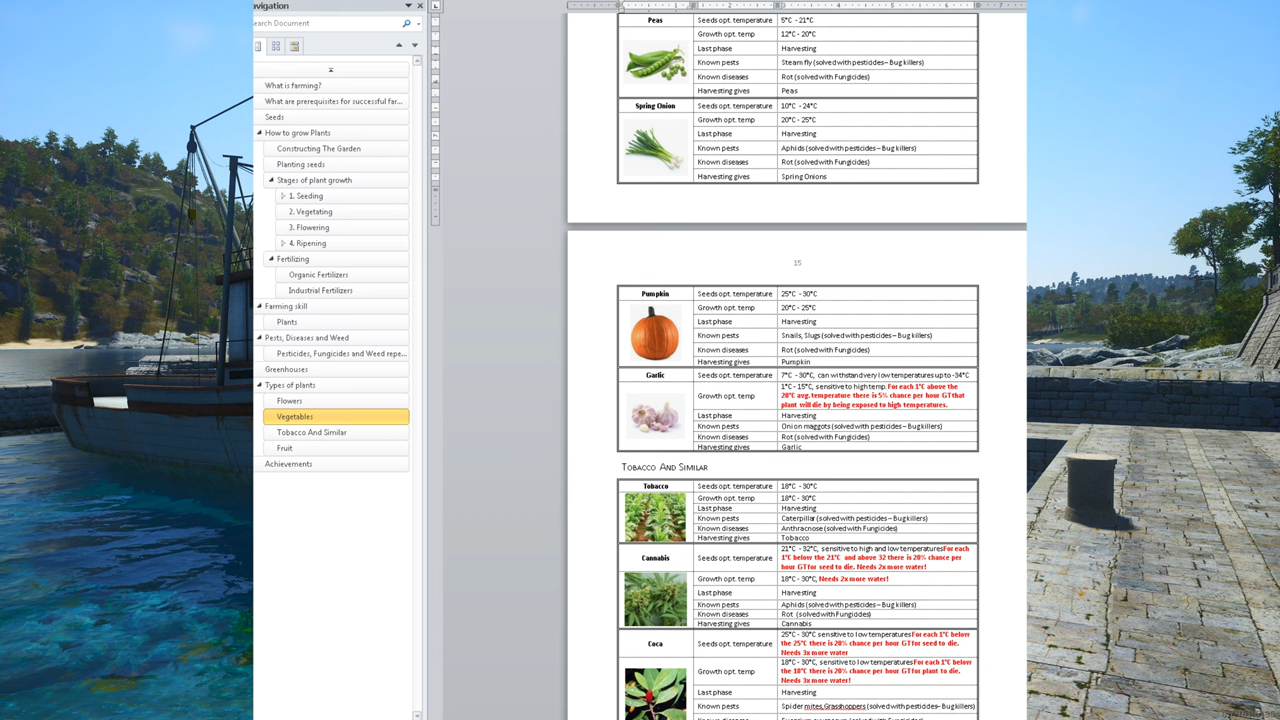 avigation
earch Document
What is farming?
What are prerequisites for successful far...
Seeds
How to grow Plants
Constructing The Garden
Planting seeds
Stages of plant growth
1. Seeding
2. Vegetating
3. Flowering
4. Ripening
Fertilizing
Organic Fertilizers
Industrial Fertilizers
Farming skill
Plants
Pests, Diseases and Weed
Pesticides, Fungicides and Weed repe...
Greenhouses
Types of plants
Flowers
Vegetables
Tobacco And Similar
Fruit
Achievements
Peas
Seeds opt. temperature 5°C - 21°C
Growth opt. temp 12°C - 20°C
Last phase Harvesting
Known pests Steam fly (solved with pesticides – Bug killers)
Known diseases Rot (solved with Fungicides)
Harvesting gives Peas
Spring Onion
Seeds opt. temperature 10°C - 24°C
Growth opt. temp 20°C - 25°C
Last phase Harvesting
Known pests Aphids (solved with pesticides – Bug killers)
Known diseases Rot (solved with Fungicides)
Harvesting gives Spring Onions
15
Pumpkin
Seeds opt. temperature 25°C - 30°C
Growth opt. temp 20°C - 25°C
Last phase Harvesting
Known pests Snails, Slugs (solved with pesticides – Bug killers)
Known diseases Rot (solved with Fungicides)
Harvesting gives Pumpkin
Garlic
Seeds opt. temperature 7°C - 30°C, can withstand very low temperatures up to -34°C
Growth opt. temp 1°C - 15°C, sensitive to high temp. For each 1°C above the
20°C avg. temperature there is 5% chance per hour GT that
plant will die by being exposed to high temperatures.
Last phase Harvesting
Known pests Onion maggots (solved with pesticides – Bug killers)
Known diseases Rot (solved with Fungicides)
Harvesting gives Garlic
Tobacco And Similar
Tobacco
Seeds opt. temperature 18°C - 30°C
Growth opt. temp 18°C - 30°C
Last phase Harvesting
Known pests Caterpillar (solved with pesticides – Bug killers)
Known diseases Anthracnose (solved with Fungicides)
Harvesting gives Tobacco
Cannabis
Seeds opt. temperature 21°C - 32°C, sensitive to high and low temperaturesFor each
1°C below the 21°C and above 32 there is 20% chance per
hour GT for seed to die. Needs 2x more water!
Growth opt. temp 18°C - 30°C, Needs 2x more water!
Last phase Harvesting
Known pests Aphids (solved with pesticides – Bug killers)
Known diseases Rot (solved with Fungicides)
Harvesting gives Cannabis
Coca
Seeds opt. temperature 25°C - 30°C sensitive to low temperaturesFor each 1°C below
the 25°C there is 20% chance per hour GT for seed to die.
Needs 3x more water
Growth opt. temp 18°C - 30°C, sensitive to low temperaturesFor each 1°C below
the 18°C there is 20% chance per hour GT for plant to die.
Needs 3x more water!
Last phase Harvesting
Known pests Spider mites,Grasshoppers (solved with pesticides– Bug killers)